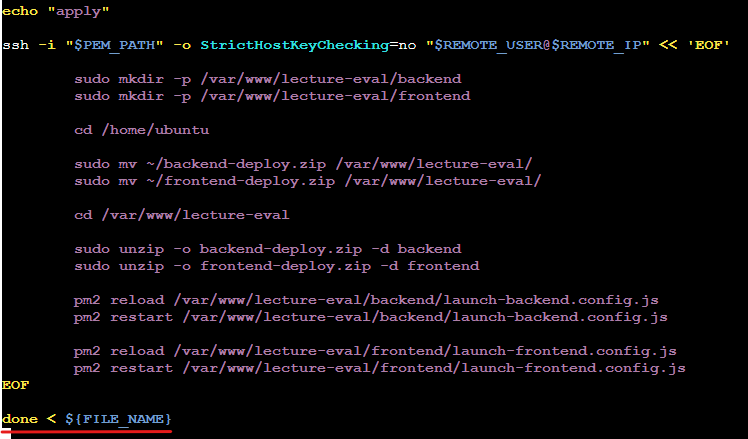 echo "apply"
ssh -i "$PEM_PATH" -o StrictHostKeyChecking=no "$REMOTE_USER@$REMOTE_IP" << 'EOF'
sudo mkdir -p /var/www/lecture-eval/backend
sudo mkdir -p /var/www/lecture-eval/frontend
cd /home/ubuntu
sudo mv ~/backend-deploy.zip /var/www/lecture-eval/
sudo mv ~/frontend-deploy.zip /var/www/lecture-eval/
cd /var/www/lecture-eval
sudo unzip -o backend-deploy.zip -d backend
sudo unzip -o frontend-deploy.zip -d frontend
pm2 reload /var/www/lecture-eval/backend/launch-backend.config.js
pm2 restart /var/www/lecture-eval/backend/launch-backend.config.js
pm2 reload /var/www/lecture-eval/frontend/launch-frontend.config.js
pm2 restart /var/www/lecture-eval/frontend/launch-frontend.config.js
EOF
done < ${FILE_NAME}